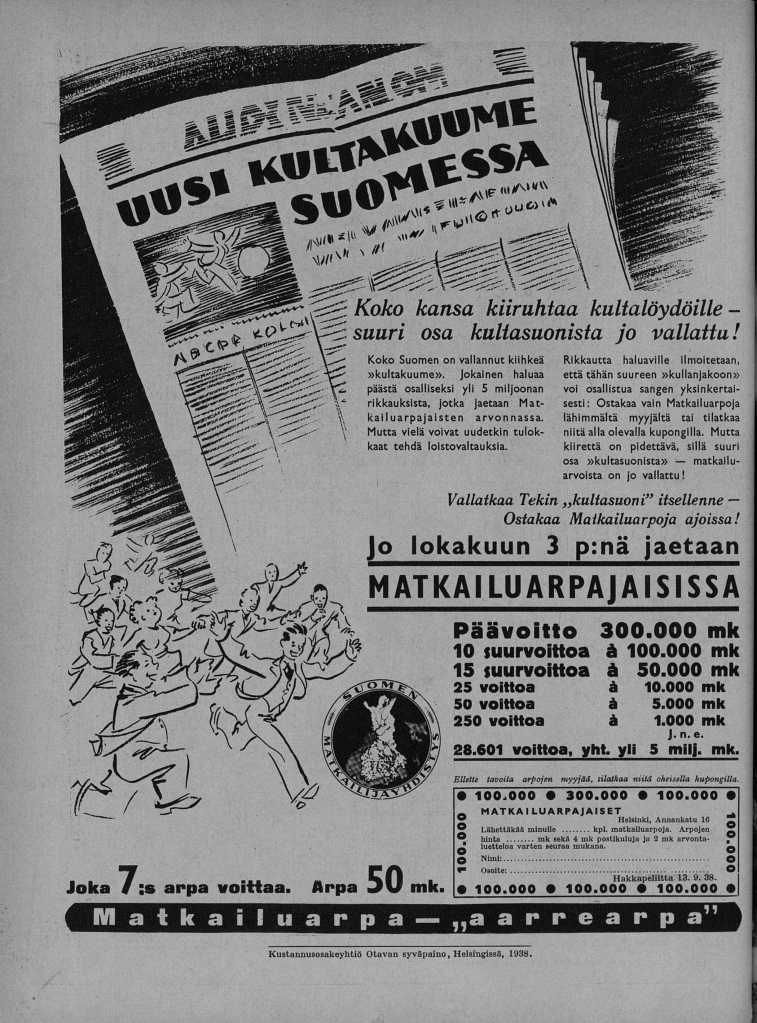 UUSI KULTAKUUME
SUOMESSA
Koko kansa kiiruhtaa kultalöydöille –
suuri osa kultasuonista jo vallattu!
Koko Suomen on vallannut kiihkeä
»kultakuume». Jokainen haluaa
päästä osalliseksi yli 5 miljoonan
rikkauksista, jotka jaetaan Mat-
kailuarpajaisten arvonnassa.
Mutta vielä voivat uudetkin tulok-
kaat tehdä loistovaltauksia.
Rikkautta haluaville ilmoitetaan,
että tähän suureen »kullanjakoon»
voi osallistua sangen yksinkertai-
sesti: Ostakaa vain Matkailuarpoja
lähimmältä myyjältä tai tilatkaa
niitä alla olevalla kupongilla. Mutta
kiirettä on pidettävä, sillä suuri
osa »kultasuonista» — matkailu-
arvoista on jo vallattu!
Vallatkaa Tekin „kultasuoni” itsellenne —
Ostakaa Matkailuarpoja ajoissa!
Jo lokakuun 3 p:nä jaetaan
MATKAILUARPAJAISISSA
Päävoitto 300.000 mk
10 suurvoittoa à 100.000 mk
15 suurvoittoa à 50.000 mk
25 voittoa à 10.000 mk
50 voittoa à 5.000 mk
250 voittoa à 1.000 mk
J. n. e.
28.601 voittoa, yht. yli 5 milj. mk.
SUOMEN MATKAILIJAYHDISTYS
Ellette tavoita arpojen myyjää, tilatkaa niitä oheisella kupongilla.
● 100.000 ● 300.000 ● 100.000 ●
MATKAILUARPAJAISET
Helsinki, Annankatu 16
Lähettäkää minulle ........ kpl. matkailuarpoja. Arpojen
hinta ........ mk sekä 4 mk postikuluja ja 2 mk arvonta-
luetteloa varten seuraa mukana.
Nimi:
Osoite:
Hakkapeliitta 13. 9. 38.
● 100.000 ● 100.000 ● 100.000 ●
100.000
100.000
Joka 7:s arpa voittaa. Arpa 50 mk.
Matkailuarpa — „aarrearpa”
Kustannusosakeyhtiö Otavan syväpaino, Helsingissä, 1938.